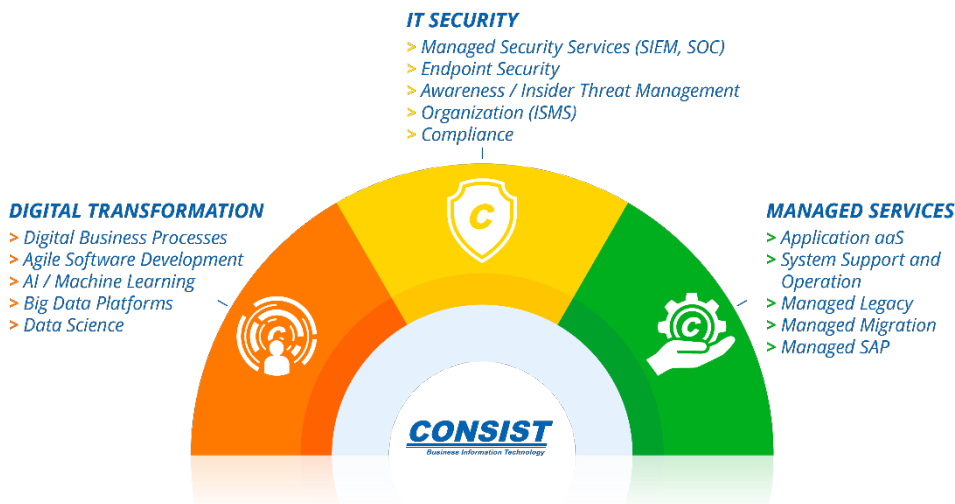 IT SECURITY
> Managed Security Services (SIEM, SOC)
> Endpoint Security
> Awareness / Insider Threat Management
> Organization (ISMS)
> Compliance
DIGITAL TRANSFORMATION
> Digital Business Processes
> Agile Software Development
> AI / Machine Learning
> Big Data Platforms
> Data Science
MANAGED SERVICES
> Application aaS
> System Support and
Operation
> Managed Legacy
> Managed Migration
> Managed SAP
C
C
C
CONSIST
Business Information Technology